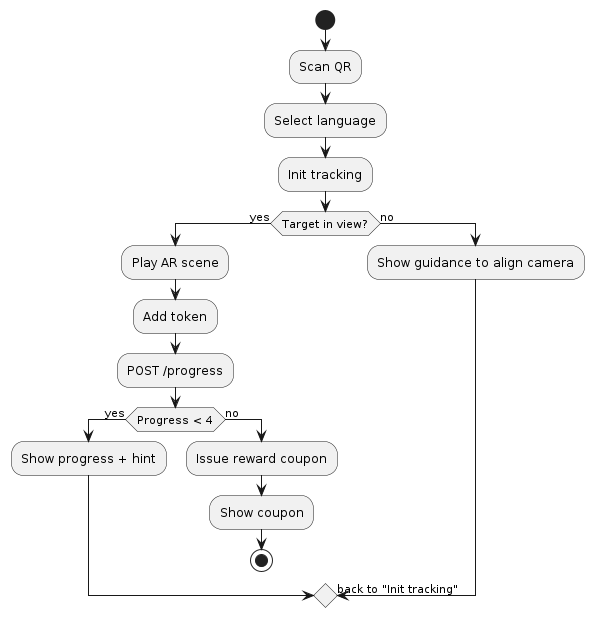 Scan QR
Select language
Init tracking
yes
Target in view?
no
Play AR scene
Show guidance to align camera
Add token
POST /progress
yes
Progress < 4
no
Show progress + hint
Issue reward coupon
Show coupon
back to "Init tracking"